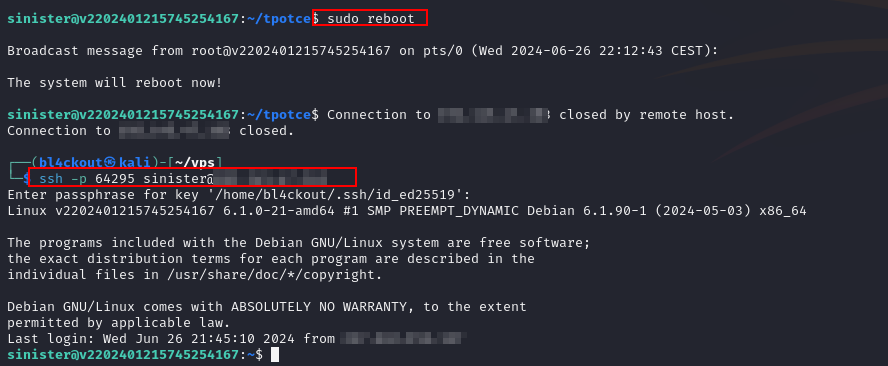 sinister@v2202401215745254167:~/tpotce$ sudo reboot
Broadcast message from root@v2202401215745254167 on pts/0 (Wed 2024-06-26 22:12:43 CEST):
The system will reboot now!
sinister@v2202401215745254167:~/tpotce$ Connection to closed by remote host.
Connection to closed.
┌──(bl4ckout㉿kali)-[~/vps]
└─$ ssh -p 64295 sinister@
Enter passphrase for key '/home/bl4ckout/.ssh/id_ed25519':
Linux v2202401215745254167 6.1.0-21-amd64 #1 SMP PREEMPT_DYNAMIC Debian 6.1.90-1 (2024-05-03) x86_64
The programs included with the Debian GNU/Linux system are free software;
the exact distribution terms for each program are described in the
individual files in /usr/share/doc/*/copyright.
Debian GNU/Linux comes with ABSOLUTELY NO WARRANTY, to the extent
permitted by applicable law.
Last login: Wed Jun 26 21:45:10 2024 from
sinister@v2202401215745254167:~$